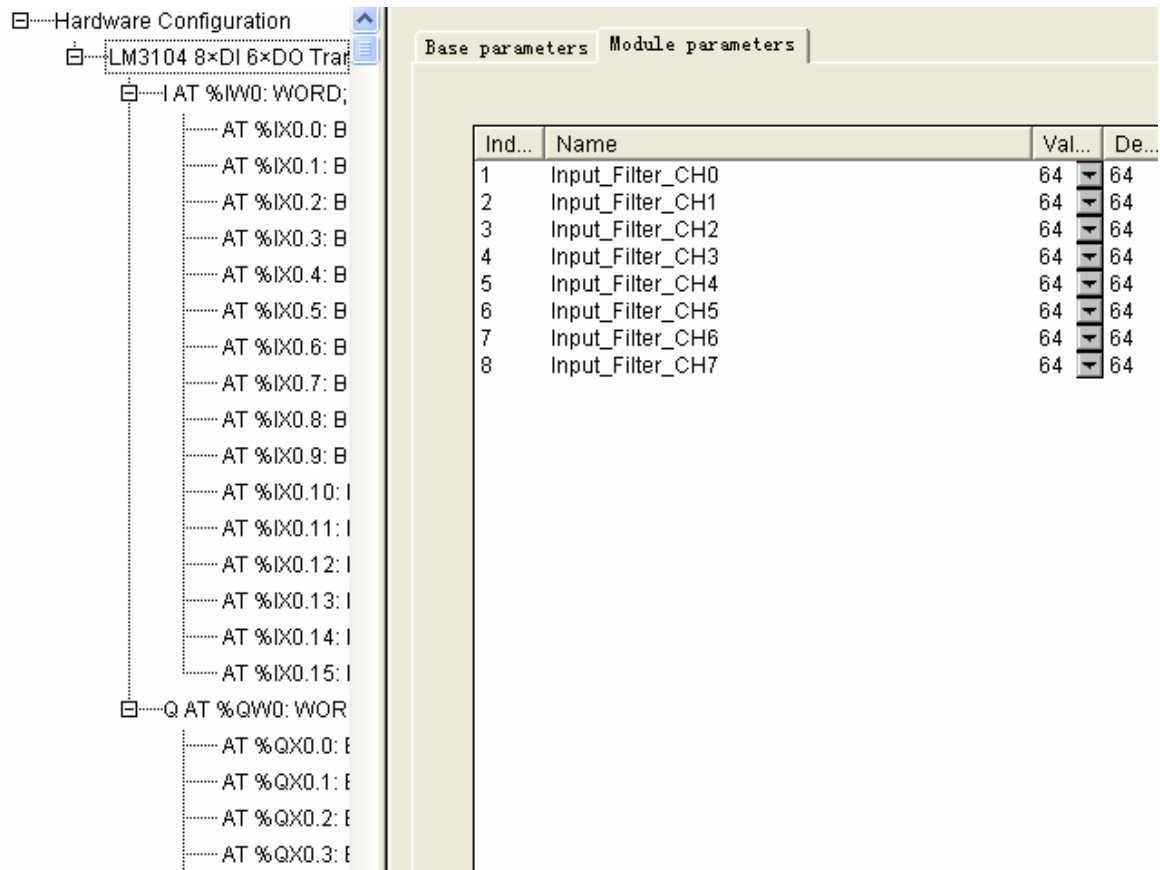 Hardware Configuration
LM3104 8×DI 6×DO Tran
I AT %IW0: WORD;
AT %IX0.0: B
AT %IX0.1: B
AT %IX0.2: B
AT %IX0.3: B
AT %IX0.4: B
AT %IX0.5: B
AT %IX0.6: B
AT %IX0.7: B
AT %IX0.8: B
AT %IX0.9: B
AT %IX0.10:
AT %IX0.11:
AT %IX0.12:
AT %IX0.13:
AT %IX0.14:
AT %IX0.15:
Q AT %QW0: WOR
AT %QX0.0:
AT %QX0.1:
AT %QX0.2:
AT %QX0.3:
Base parameters Module parameters
Ind... Name Val... De...
1 Input_Filter_CH0 64 64
2 Input_Filter_CH1 64 64
3 Input_Filter_CH2 64 64
4 Input_Filter_CH3 64 64
5 Input_Filter_CH4 64 64
6 Input_Filter_CH5 64 64
7 Input_Filter_CH6 64 64
8 Input_Filter_CH7 64 64